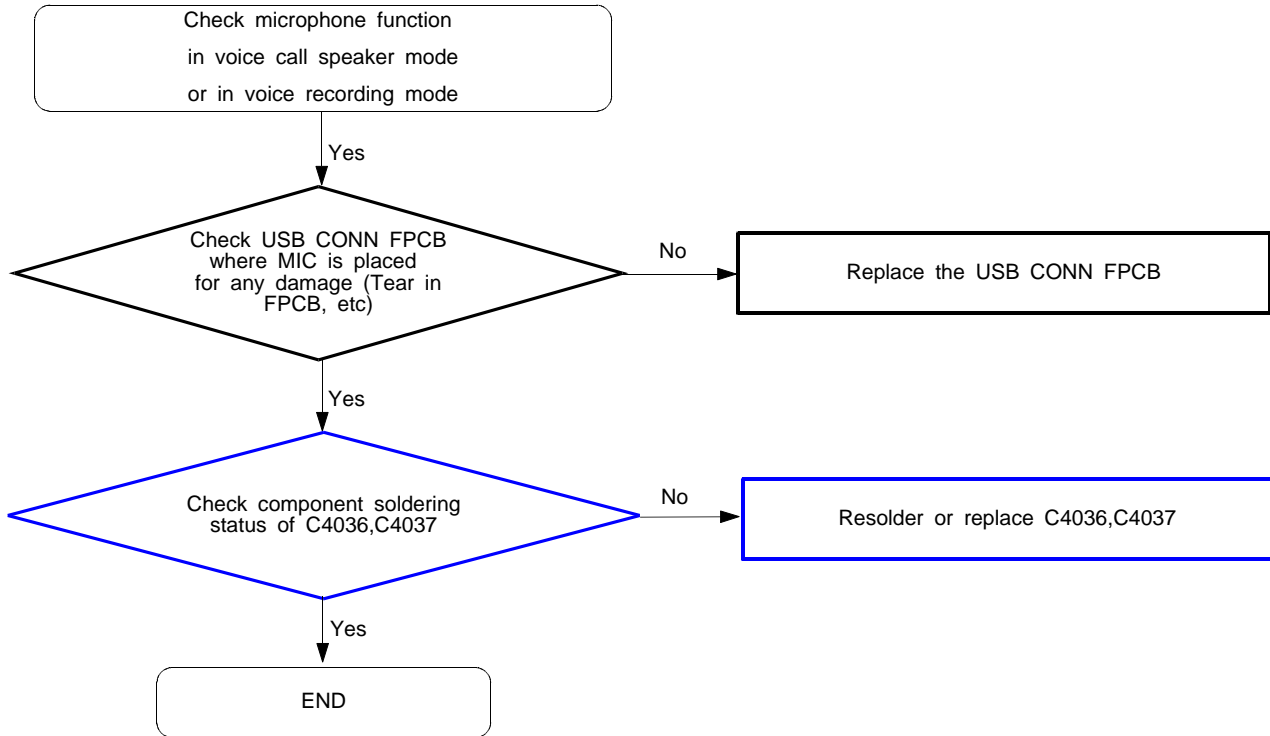 Check microphone function
in voice call speaker mode
or in voice recording mode
Yes
Check USB CONN FPCB
where MIC is placed
for any damage (Tear in
FPCB, etc)
No
Replace the USB CONN FPCB
Yes
Check component soldering
status of C4036,C4037
No
Resolder or replace C4036,C4037
Yes
END